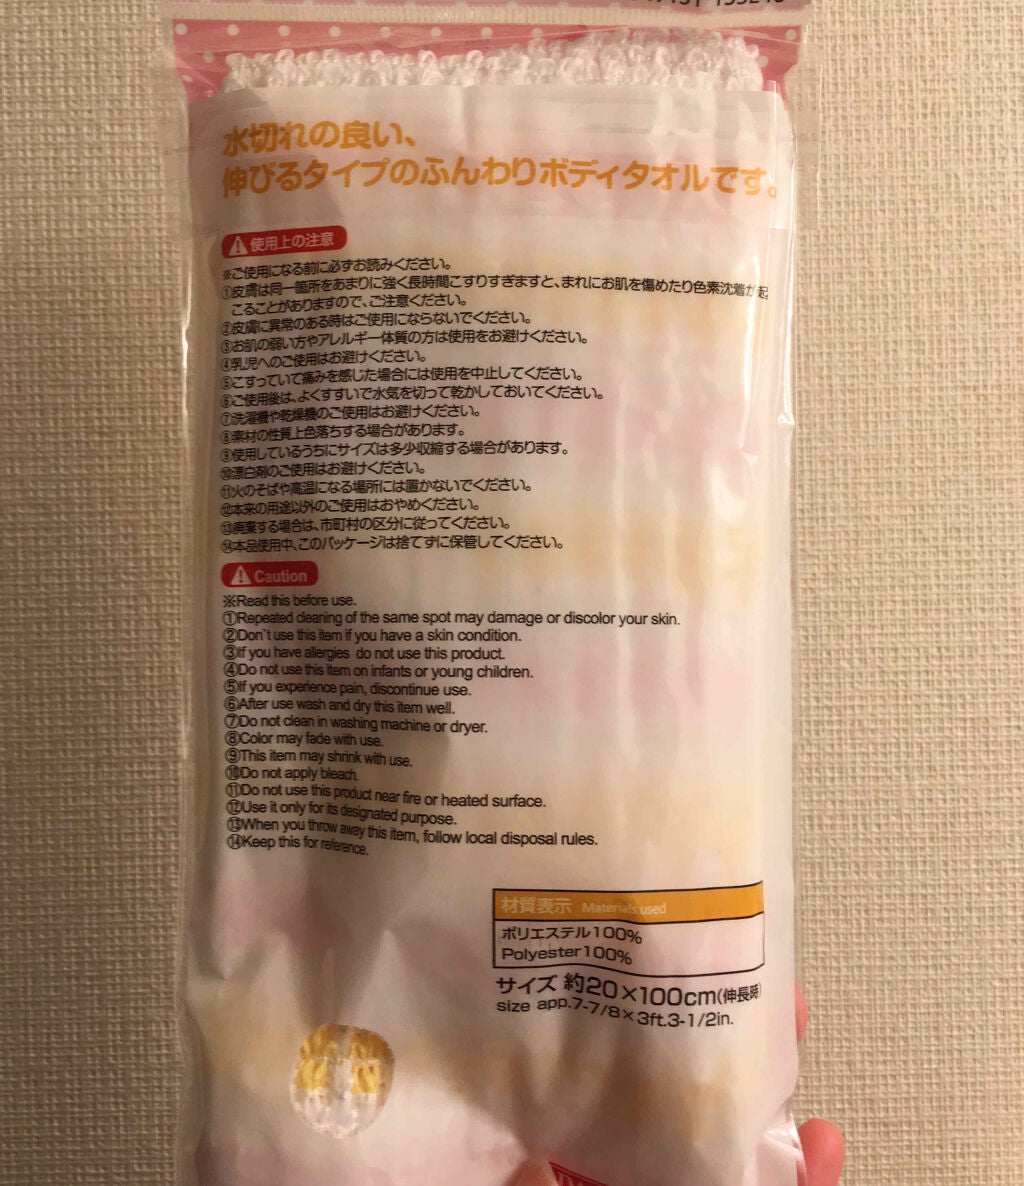 水切れの良い、
伸びるタイプのふんわりボディタオルです。
使用上の注意
※ご使用になる前に必ずお読みください。
①皮膚は同一箇所をあまりに強く長時間こすりすぎますと、まれにお肌を傷めたり色素沈着が起
こることがありますので、ご注意ください。
②皮膚に異常のある時はご使用にならないでください。
③お肌の弱い方やアレルギー体質の方は使用をお避けください。
④乳児へのご使用はお避けください。
⑤こすっていて痛みを感じた場合には使用を中止してください。
⑥ご使用後は、よくすすいで水気を切って乾かしておいてください。
⑦洗濯機や乾燥機のご使用はお避けください。
⑧素材の性質上色落ちする場合があります。
⑨使用しているうちにサイズは多少収縮する場合があります。
⑩漂白剤のご使用はお避けください。
⑪火のそばや高温になる場所には置かないでください。
⑫本来の用途以外のご使用はおやめください。
⑬廃棄する場合は、市町村の区分に従ってください。
⑭本品使用中、このパッケージは捨てずに保管してください。
Caution
※Read this before use.
①Repeated cleaning of the same spot may damage or discolor your skin.
②Don't use this item if you have a skin condition.
③If you have allergies do not use this product.
④Do not use this item on infants or young children.
⑤If you experience pain, discontinue use.
⑥After use wash and dry this item well.
⑦Do not clean in washing machine or dryer.
⑧Color may fade with use.
⑨This item may shrink with use.
⑩Do not apply bleach.
⑪Do not use this product near fire or heated surface.
⑫Use it only for its designated purpose.
⑬When you throw away this item, follow local disposal rules.
⑭Keep this for reference.
材質表示 Materials used
ポリエステル100%
Polyester100%
サイズ 約20×100cm(伸長時)
size app.7-7/8×3ft.3-1/2in.